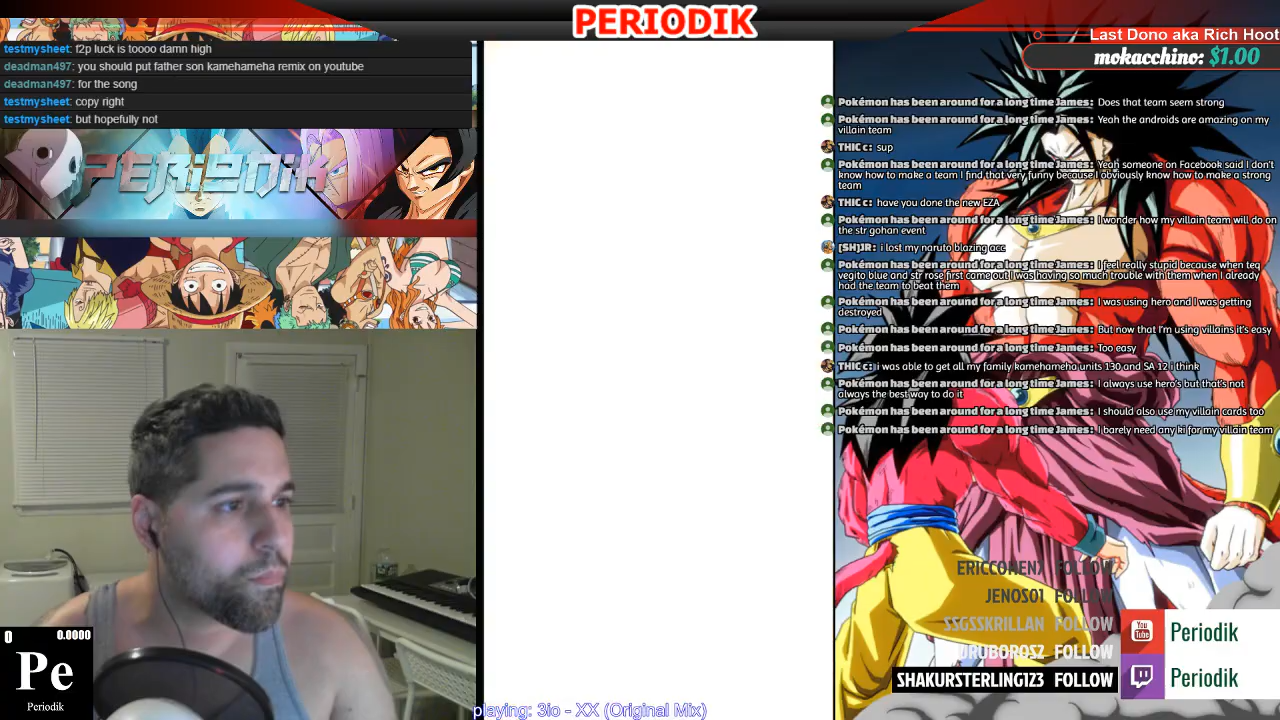 PERIODIK
Last Dono aka Rich Hoot
mokacchino: $1.00
testmysheet: f2p luck is toooo damn high
deadman497: you should put father son kamehameha remix on youtube
deadman497: for the song
testmysheet: copy right
testmysheet: but hopefully not
PERIODIK
Pokémon has been around for a long time James: Does that team seem strong
Pokémon has been around for a long time James: Yeah the androids are amazing on my
villain team
THIC c: sup
Pokémon has been around for a long time James: Yeah someone on Facebook said I don't
know how to make a team I find that very funny because I obviously know how to make a strong
team
THIC c: have you done the new EZA
Pokémon has been around for a long time James: I wonder how my villain team will do on
the str gohan event
[SH]JR: i lost my naruto blazing acc
Pokémon has been around for a long time James: I feel really stupid because when teq
vegito blue and str rose first came out I was having so much trouble with them when I already
had the team to beat them
Pokémon has been around for a long time James: I was using hero and I was getting
destroyed
Pokémon has been around for a long time James: But now that I'm using villains it's easy
Pokémon has been around for a long time James: Too easy
THIC c: i was able to get all my family kamehameha units 130 and SA 12 i think
Pokémon has been around for a long time James: I always use hero's but that's not
always the best way to do it
Pokémon has been around for a long time James: I should also use my villain cards too
Pokémon has been around for a long time James: I barely need any ki for my villain team
ERICCOHEN7 FOLLOW
JENOS01 FOLLOW
SSGSSKRILLAN FOLLOW
FOLLOW
SHAKURSTERLING123 FOLLOW
You
Tube
Periodik
Periodik
0 0.0000
Pe
Periodik
playing: 3io - XX (Original Mix)